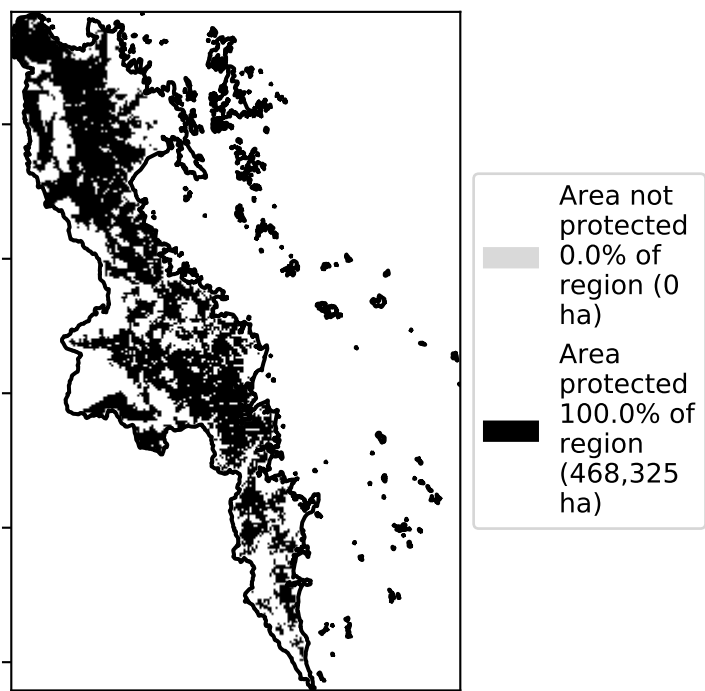 Area not
protected
0.0% of
region (0
ha)
Area
protected
100.0% of
region
(468,325
ha)